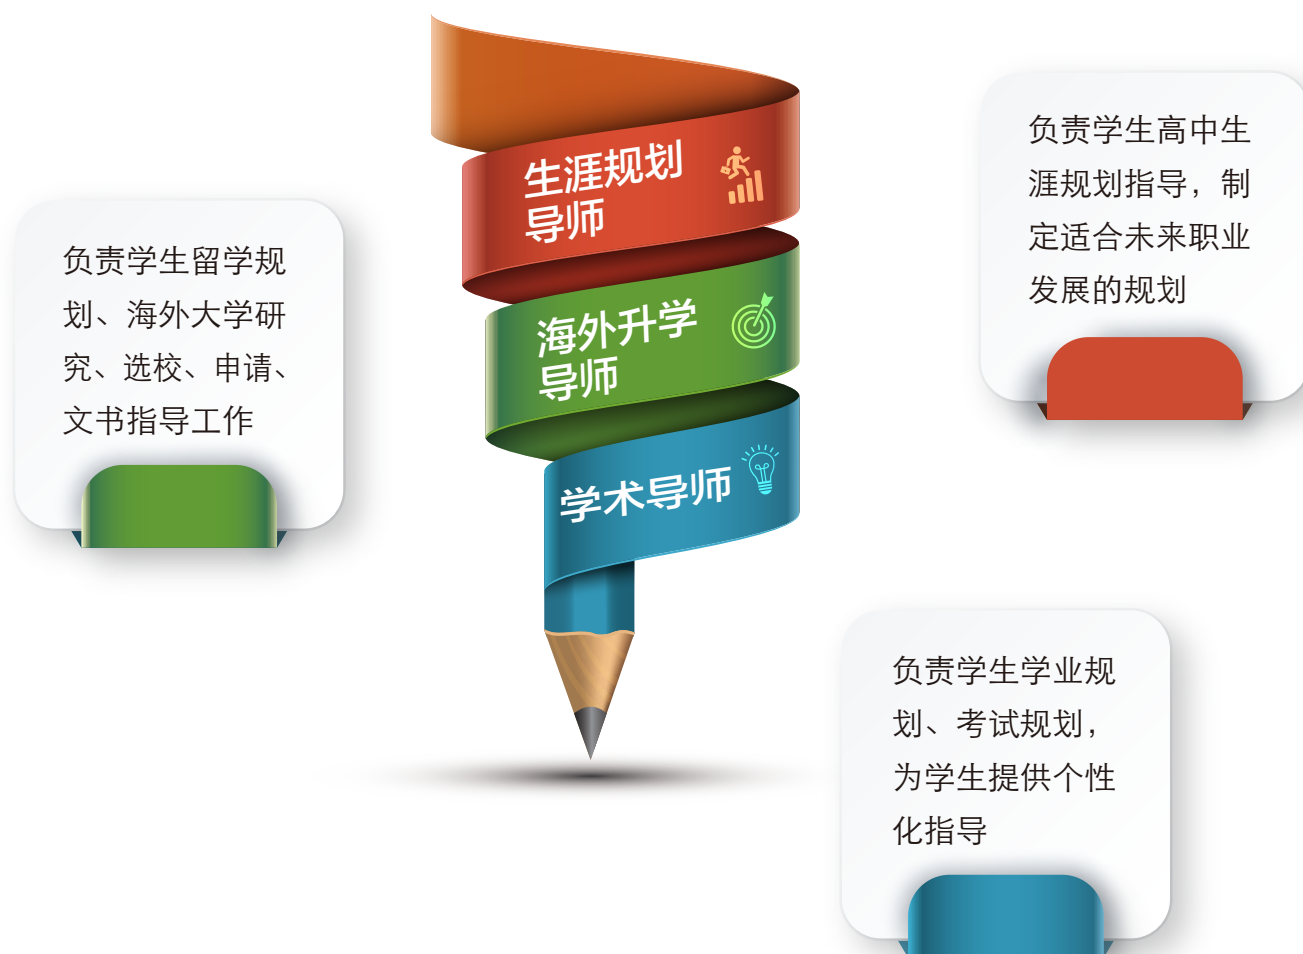 生涯规划
导师
海外升学
导师
学术导师
负责学生高中生
涯规划指导，制
定适合未来职业
发展的规划
负责学生留学规
划、海外大学研
究、选校、申请、
文书指导工作
负责学生学业规
划、考试规划，
为学生提供个性
化指导